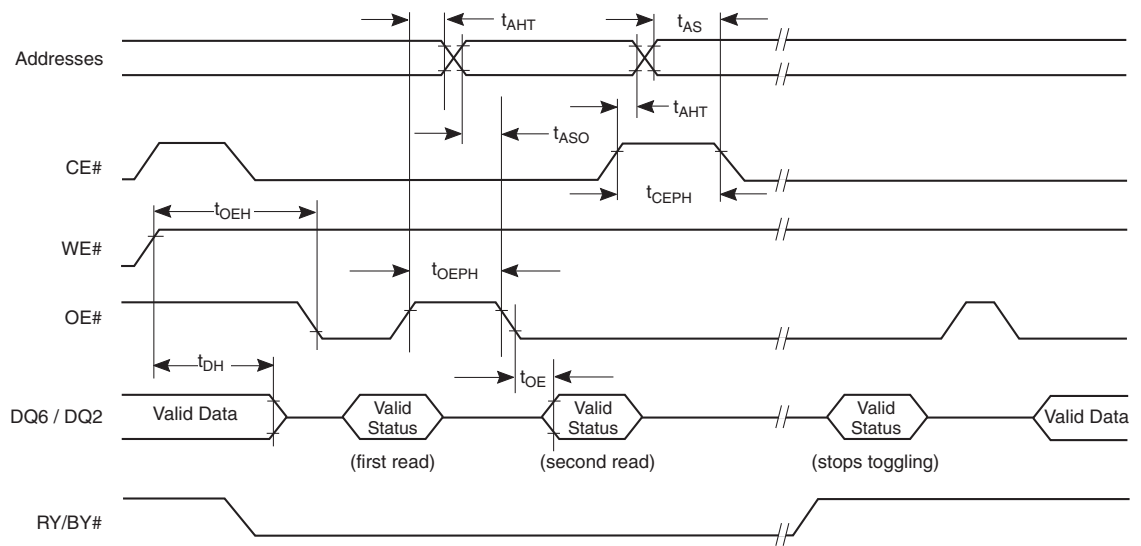 tAHT
tAS
Addresses
tAHT
tASO
CE#
tCEPH
tOEH
WE#
tOEPH
OE#
tDH
tOE
DQ6 / DQ2
Valid Data
Valid
Status
Valid
Status
Valid
Status
Valid Data
(first read)
(second read)
(stops toggling)
RY/BY#